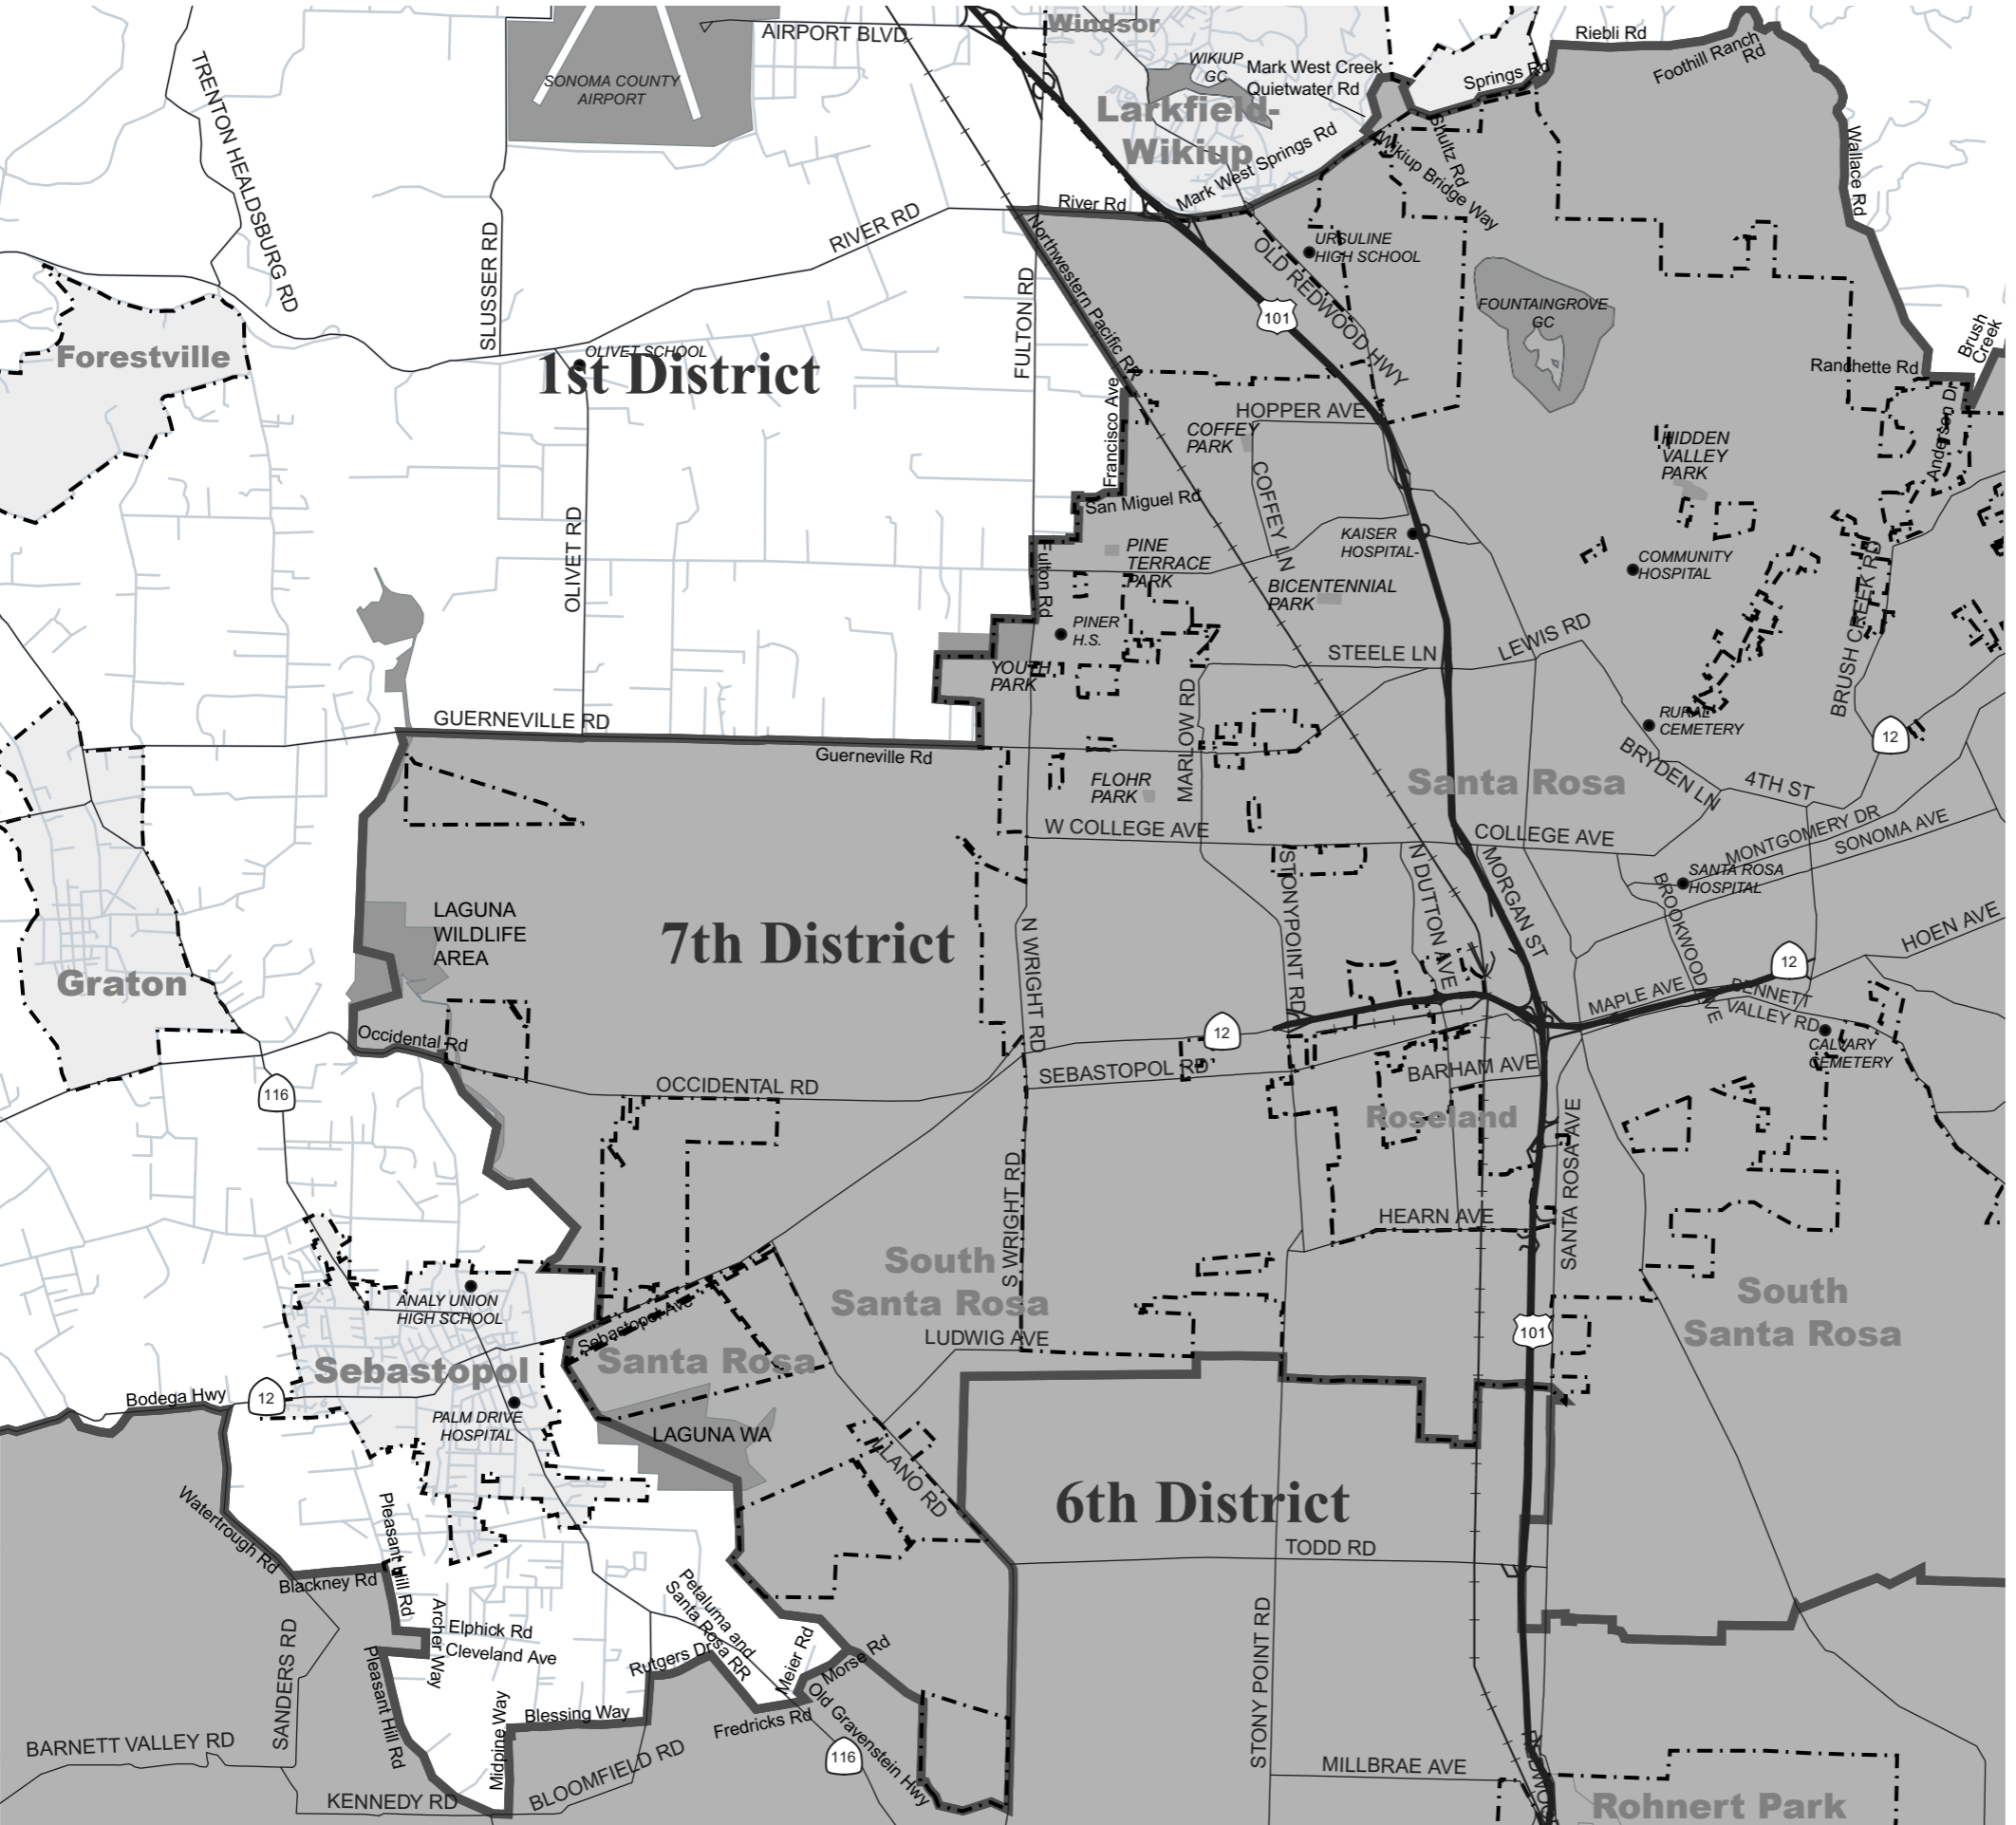 Windsor
AIRPORT BLVD
Riebli Rd
Foothill Ranch
Rd
SONOMA COUNTY
AIRPORT
WIKIUP
GC
Mark West Creek
Quietwater Rd
Springs Rd
TRENTON HEALDSBURG RD
Larkfield-
Wikiup
Mark West Springs Rd
Shultz Rd
Wikiup Bridge Way
Wallace Rd
River Rd
RIVER RD
SLUSSER RD
Northwestern Pacific RR
OLD REDWOOD HWY
URSULINE
HIGH SCHOOL
FULTON RD
101
FOUNTAINGROVE
GC
Brush
Creek
Forestville
OLIVET SCHOOL
1st District
Ranchette Rd
Francisco Ave
HOPPER AVE
COFFEY
PARK
Anderson Dr
HIDDEN
VALLEY
PARK
San Miguel Rd
COFFEY LN
OLIVET RD
KAISER
HOSPITAL-
Fulton Rd
PINE
TERRACE
PARK
COMMUNITY
HOSPITAL
BICENTENNIAL
PARK
BRUSH CREEK RD
PINER
H.S.
STEELE LN
LEWIS RD
YOUTH
PARK
MARLOW RD
GUERNEVILLE RD
Guerneville Rd
RURAL
CEMETERY
12
BRYDEN LN
FLOHR
PARK
Santa Rosa
4TH ST
W COLLEGE AVE
COLLEGE AVE
MONTGOMERY DR
SONOMA AVE
STONYPOINT RD
N DUTTON AVE
MORGAN ST
SANTA ROSA
HOSPITAL
BROOKWOOD AVE
LAGUNA
WILDLIFE
AREA
7th District
N WRIGHT RD
HOEN AVE
Graton
12
MAPLE AVE
BENNETT
VALLEY RD
Occidental Rd
12
CALVARY
CEMETERY
116
OCCIDENTAL RD
SEBASTOPOL RD
BARHAM AVE
Roseland
S WRIGHT RD
SANTA ROSA AVE
HEARN AVE
South
Santa Rosa
South
Santa Rosa
ANALY UNION
HIGH SCHOOL
Sebastopol Ave
LUDWIG AVE
101
Sebastopol
Santa Rosa
Bodega Hwy
12
PALM DRIVE
HOSPITAL
LAGUNA WA
LLANO RD
6th District
Watertrough Rd
Pleasant Hill Rd
TODD RD
Blackney Rd
Petaluma and
Santa Rosa RR
Archer Way
Elphick Rd
Cleveland Ave
SANDERS RD
Pleasant Hill Rd
Rutgers Dr
Meier Rd
Morse Rd
STONY POINT RD
Midpine Way
Blessing Way
Fredricks Rd
Old Gravenstein Hwy
BARNETT VALLEY RD
116
BLOOMFIELD RD
KENNEDY RD
MILLBRAE AVE
Rohnert Park